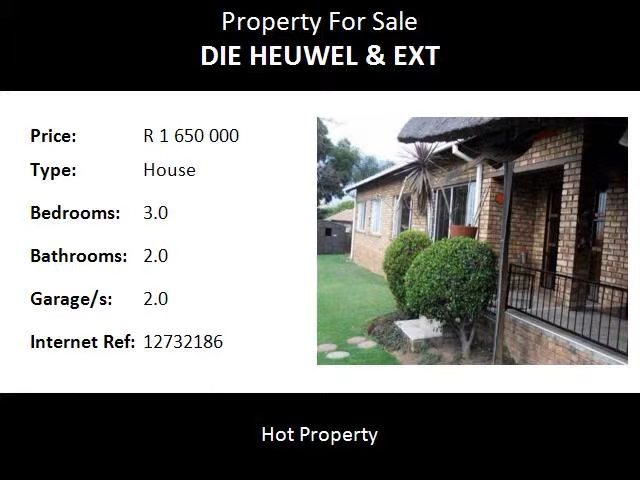 Property For Sale
DIE HEUWEL & EXT
Price: R 1 650 000
Type: House
Bedrooms: 3.0
Bathrooms: 2.0
Garage/s: 2.0
Internet Ref: 12732186
Hot Property